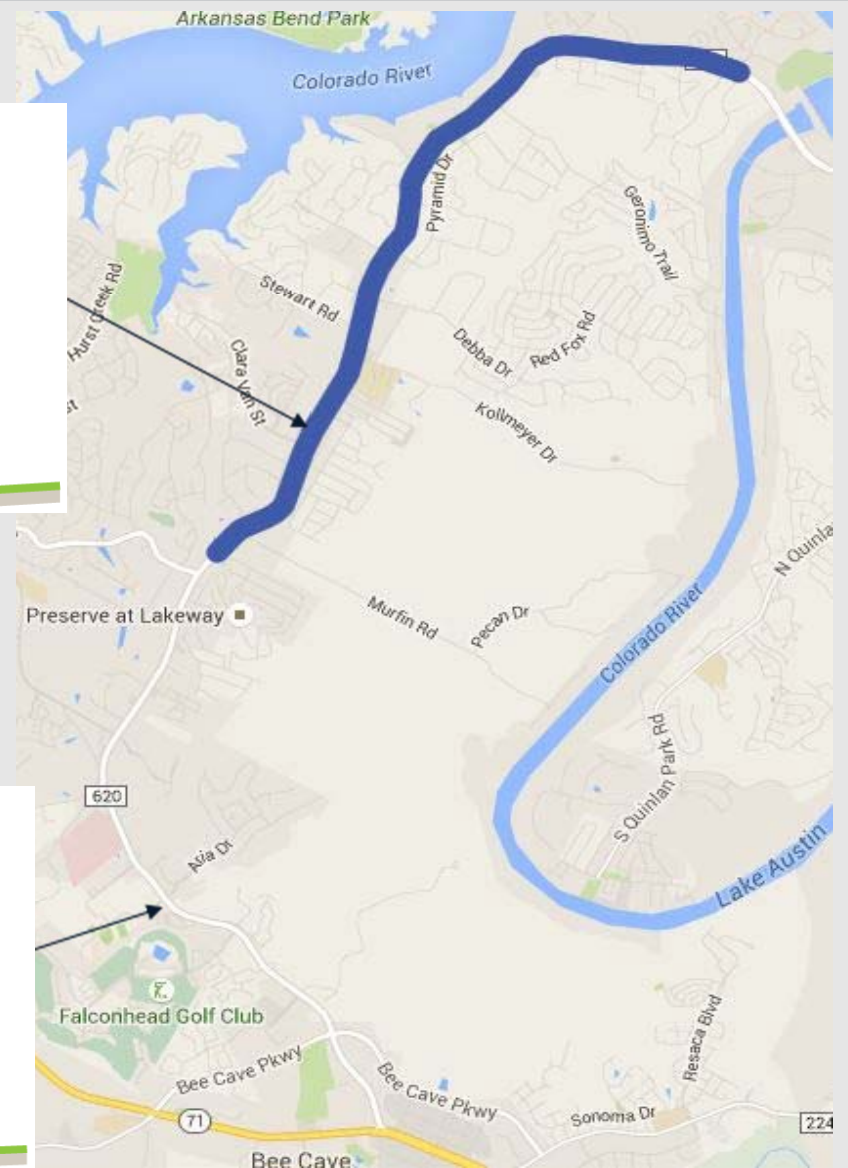 Arkansas Bend Park
Colorado River
Pyramid Dr
Geronimo Trail
Hurst Creek Rd
Stewart Rd
Clara Van St
Debba Dr
Red Fox Rd
st
Kollmeyer Dr
N Quinla
Murfin Rd
Pecan Dr
Preserve at Lakeway
Colorado River
S Quinlan Park Rd
620
Aria Dr
Lake Austin
Falconhead Golf Club
Resaca Blvd
Bee Cave Pkwy
Bee Cave Pkwy
71
Sonoma Dr
224
Bee Cave